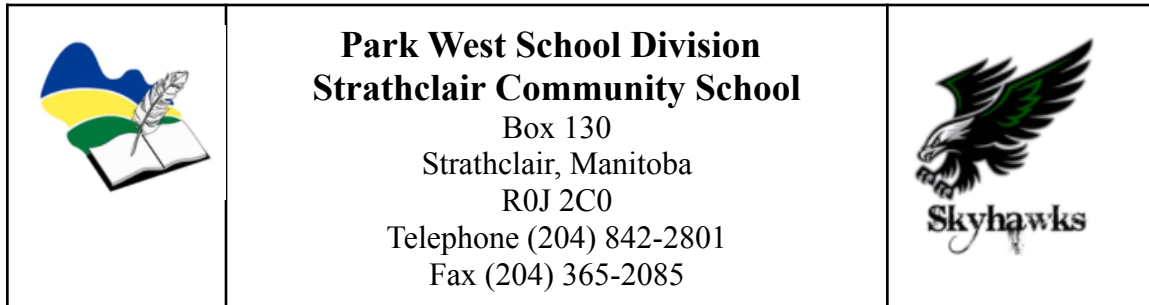 Park West School Division
Strathclair Community School
Box 130
Strathclair, Manitoba
R0J 2C0
Telephone (204) 842-2801
Fax (204) 365-2085
Skyhawks